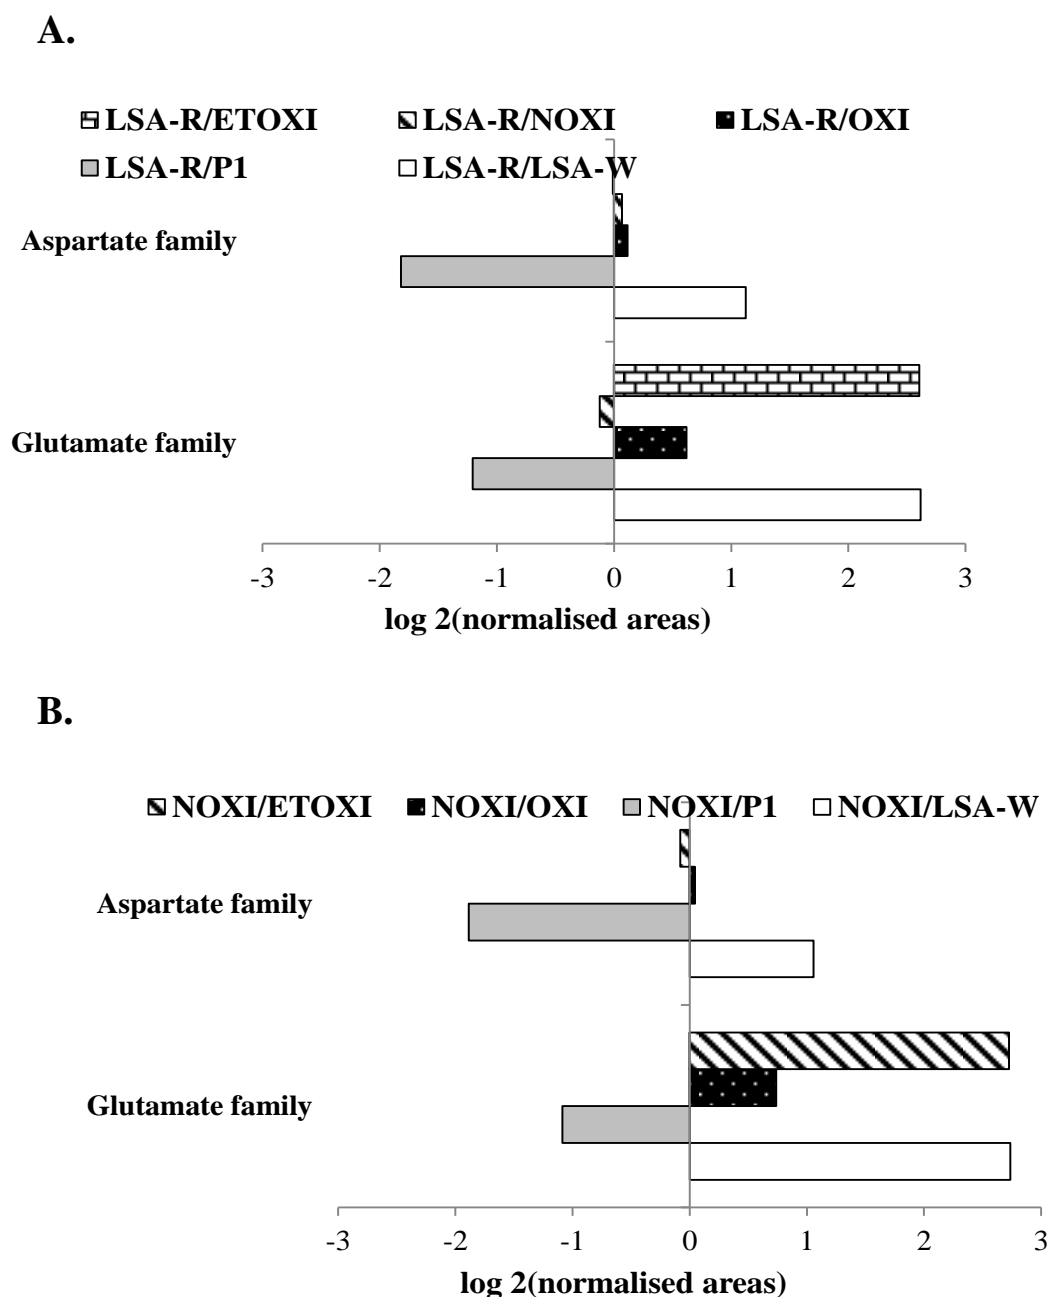 A.
LSA-R/ETOXI LSA-R/NOXI LSA-R/OXI
LSA-R/P1 LSA-R/LSA-W
Aspartate family
Glutamate family
-3 -2 -1 0 1 2 3
log 2(normalised areas)
B.
NOXI/ETOXI NOXI/OXI NOXI/P1 NOXI/LSA-W
Aspartate family
Glutamate family
-3 -2 -1 0 1 2 3
log 2(normalised areas)